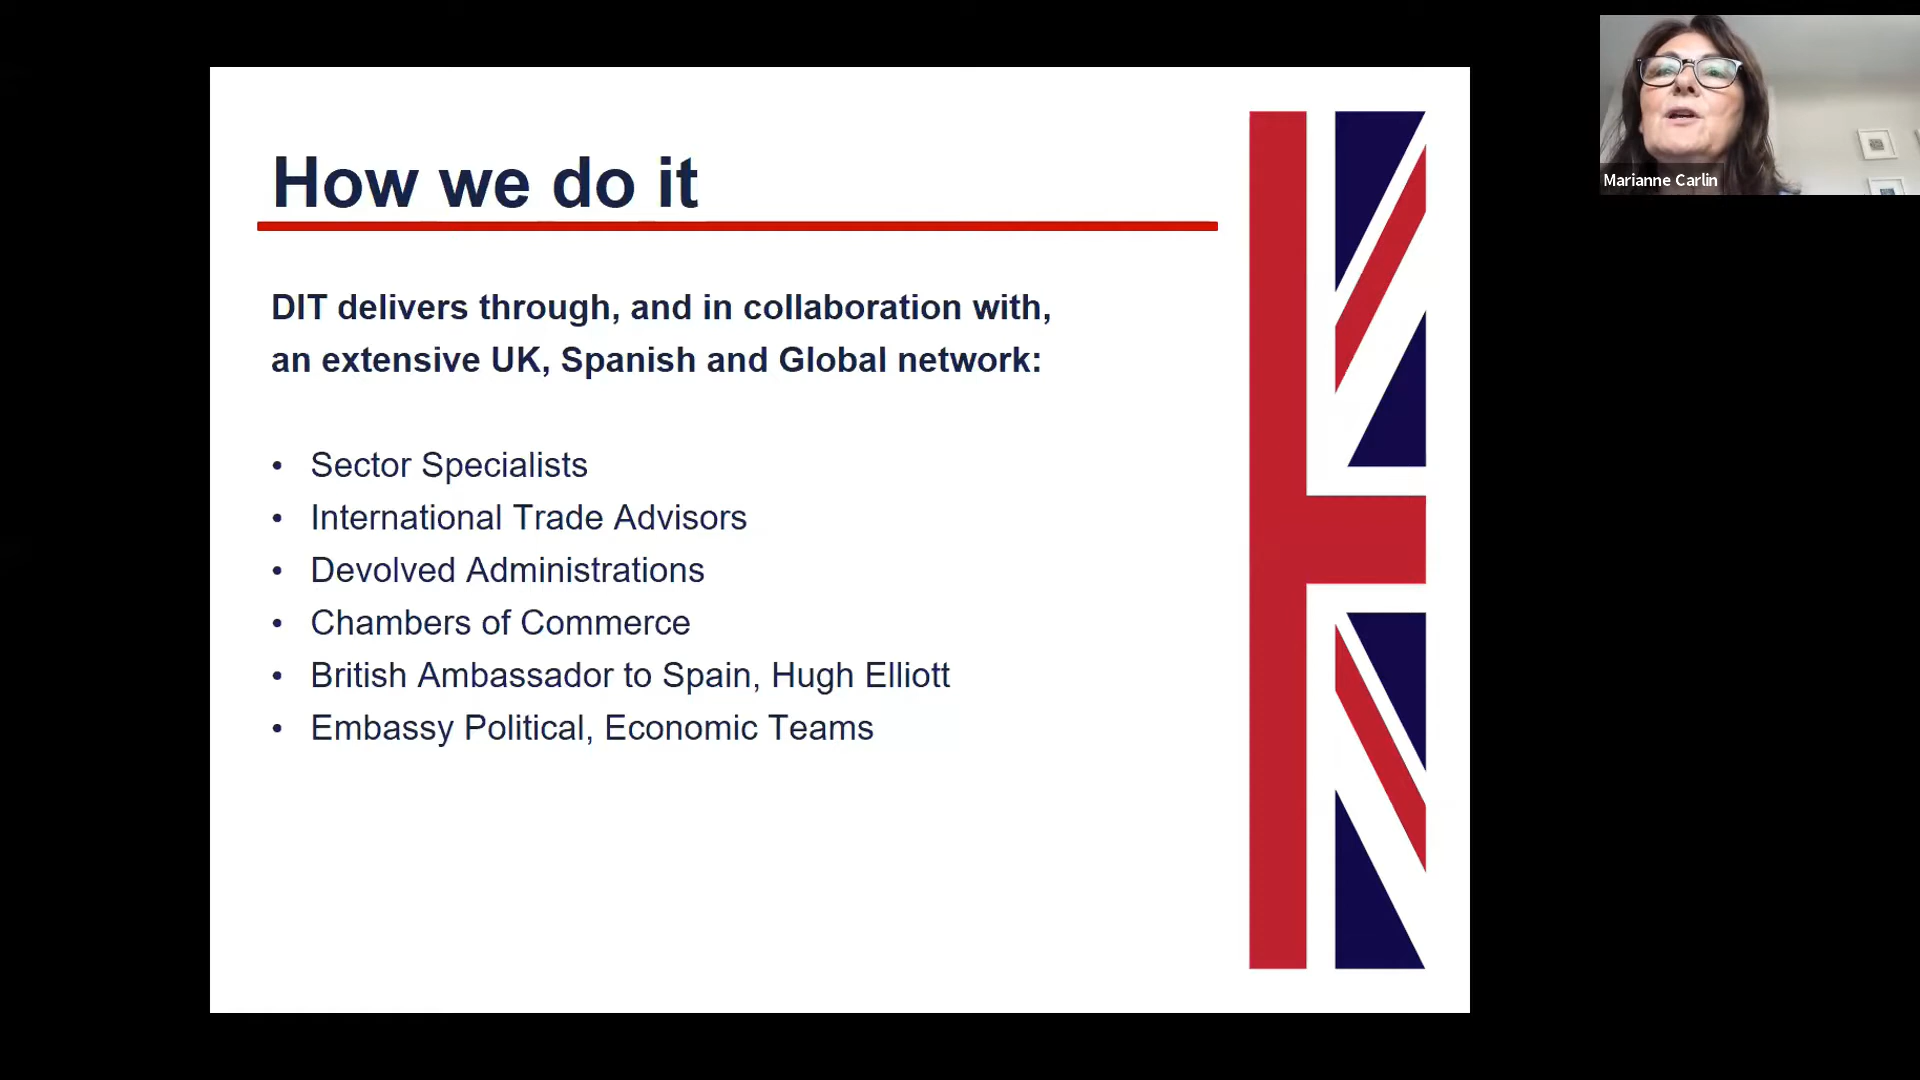 How we do it
DIT delivers through, and in collaboration with,
an extensive UK, Spanish and Global network:
• Sector Specialists
• International Trade Advisors
• Devolved Administrations
• Chambers of Commerce
• British Ambassador to Spain, Hugh Elliott
• Embassy Political, Economic Teams
Marianne Carlin